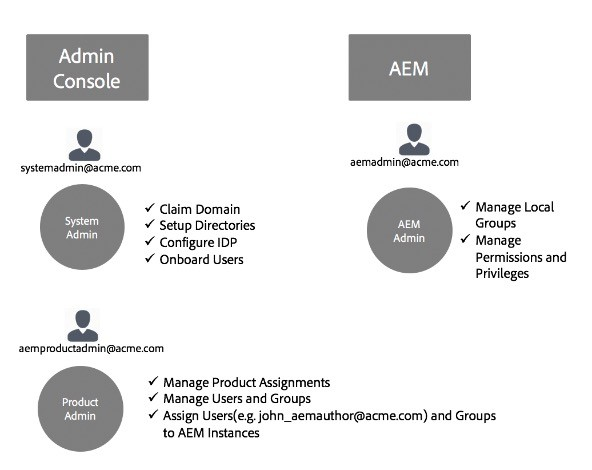 Admin
Console
AEM
systemadmin@acme.com
aemadmin@acme.com
System
Admin
✓ Claim Domain
✓ Setup Directories
✓ Configure IDP
✓ Onboard Users
AEM
Admin
✓ Manage Local
Groups
✓ Manage
Permissions and
Privileges
aemproductadmin@acme.com
Product
Admin
✓ Manage Product Assignments
✓ Manage Users and Groups
✓ Assign Users(e.g. john_aemauthor@acme.com) and Groups
to AEM Instances